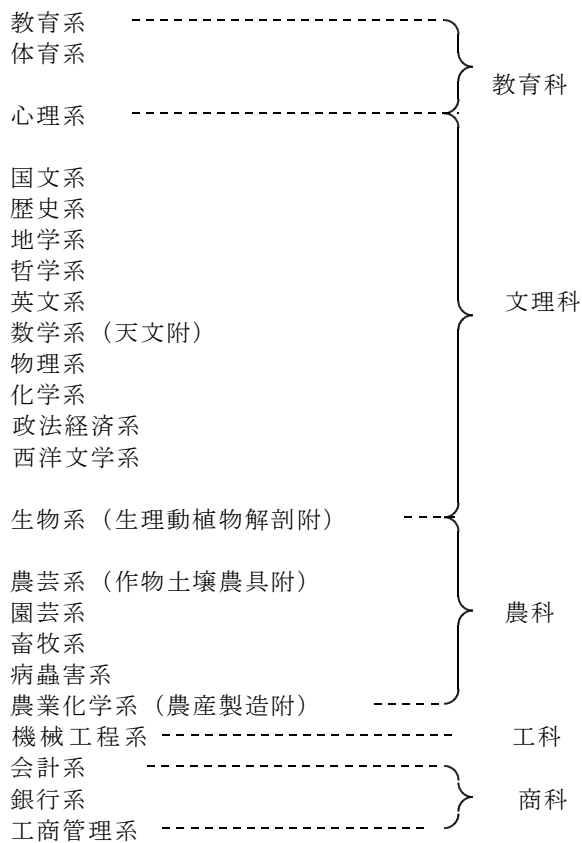 教育系
体育系
教育科
心理系
国文系
歴史系
地学系
哲学系
英文系
文理科
数学系（天文附）
物理系
化学系
政法経済系
西洋文学系
生物系（生理動植物解剖附）
農芸系（作物土壌農具附）
園芸系
農科
畜牧系
病蟲害系
農業化学系（農産製造附）
機械工程系 工科
会計系
銀行系 商科
工商管理系